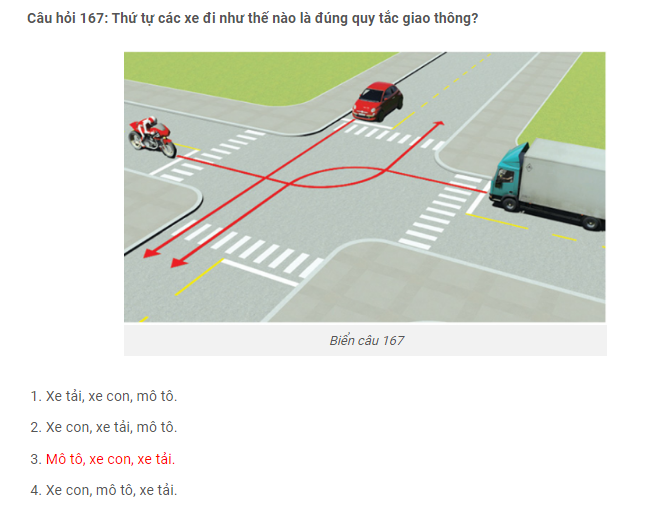 Câu hỏi 167: Thứ tự các xe đi như thế nào là đúng quy tắc giao thông?
Biển câu 167
1. Xe tải, xe con, mô tô.
2. Xe con, xe tải, mô tô.
3. Mô tô, xe con, xe tải.
4. Xe con, mô tô, xe tải.